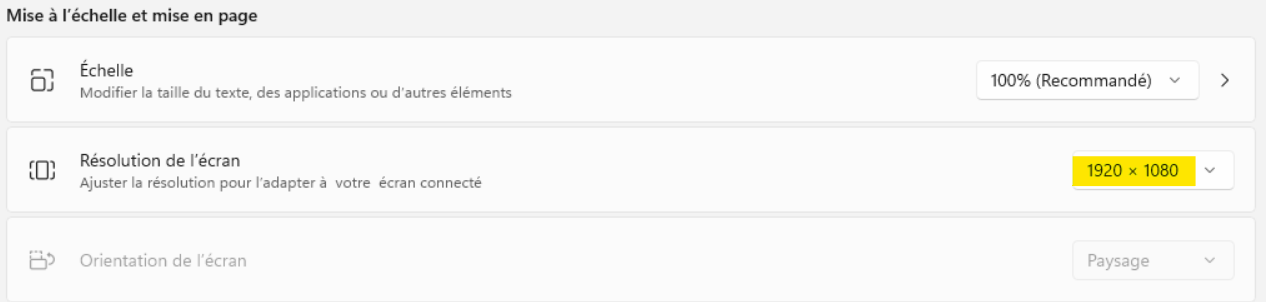 Mise à l’échelle et mise en page
Échelle
Modifier la taille du texte, des applications ou d’autres éléments
100% (Recommandé)
Résolution de l’écran
Ajuster la résolution pour l’adapter à votre écran connecté
1920 × 1080
Orientation de l’écran
Paysage